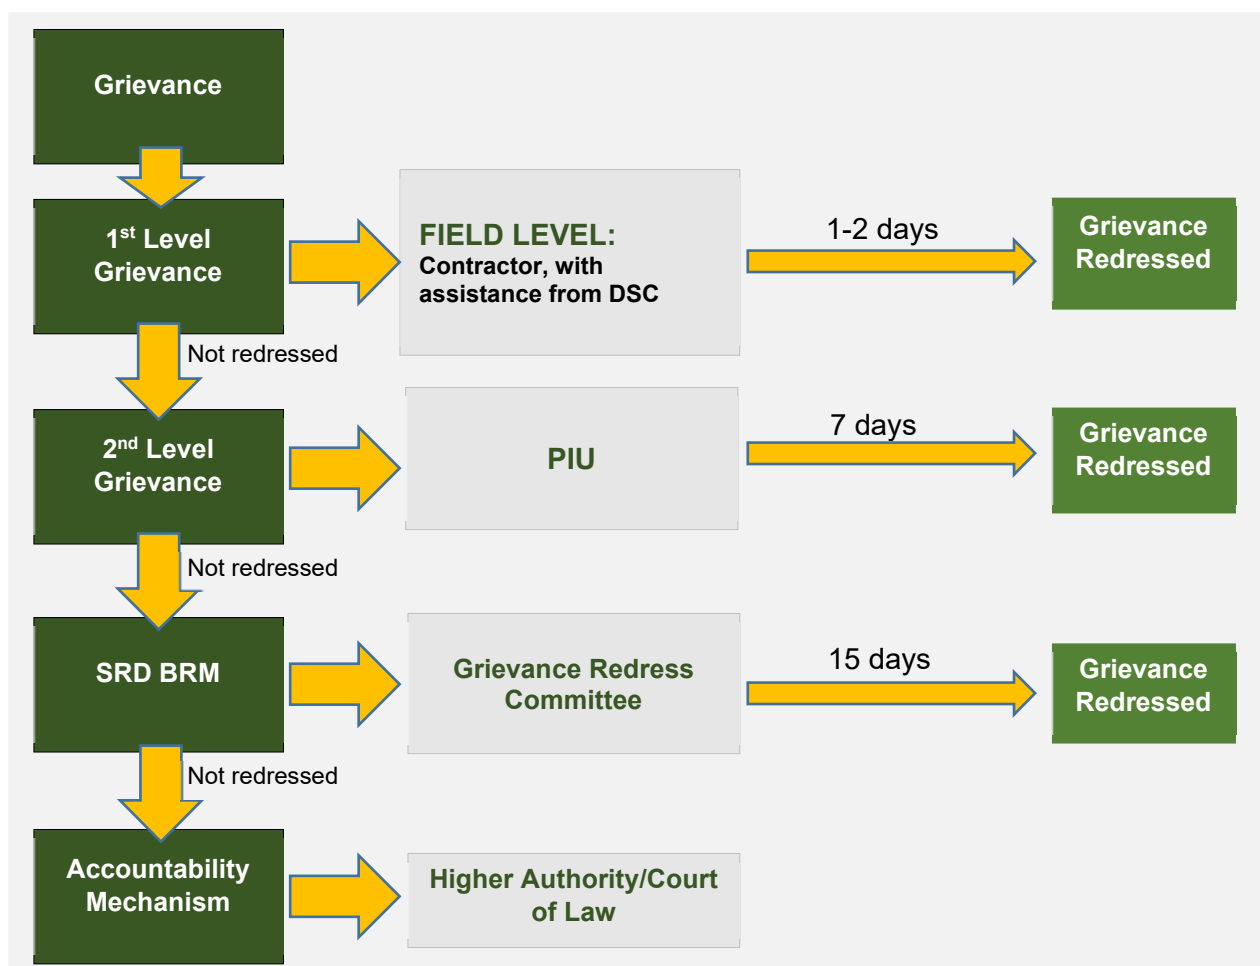 Grievance
1st Level
Grievance
FIELD LEVEL:
Contractor, with
assistance from DSC
1-2 days
Grievance
Redressed
Not redressed
2nd Level
Grievance
PIU
7 days
Grievance
Redressed
Not redressed
SRD BRM
Grievance Redress
Committee
15 days
Grievance
Redressed
Not redressed
Accountability
Mechanism
Higher Authority/Court
of Law